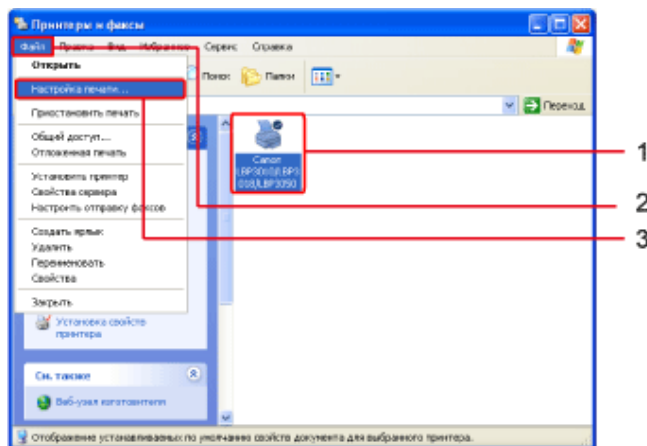 Принтеры и факсы
Файл Правка Вид Избранное Сервис Справка
Открыть
Настройка печати...
Приостановить печать
Общий доступ...
Отложенная печать
Установить принтер
Свойства сервера
Настроить отправку факсов
Создать ярлык
Удалить
Переименовать
Свойства
Закрыть
Поиск Папки
Переход
Canon
LBP3010/LBP3
018/LBP3050
1
2
3
Установка свойств
принтера
См. также
Веб-узел изготовителя
Отображение устанавливаемых по умолчанию свойств документа для выбранного принтера.